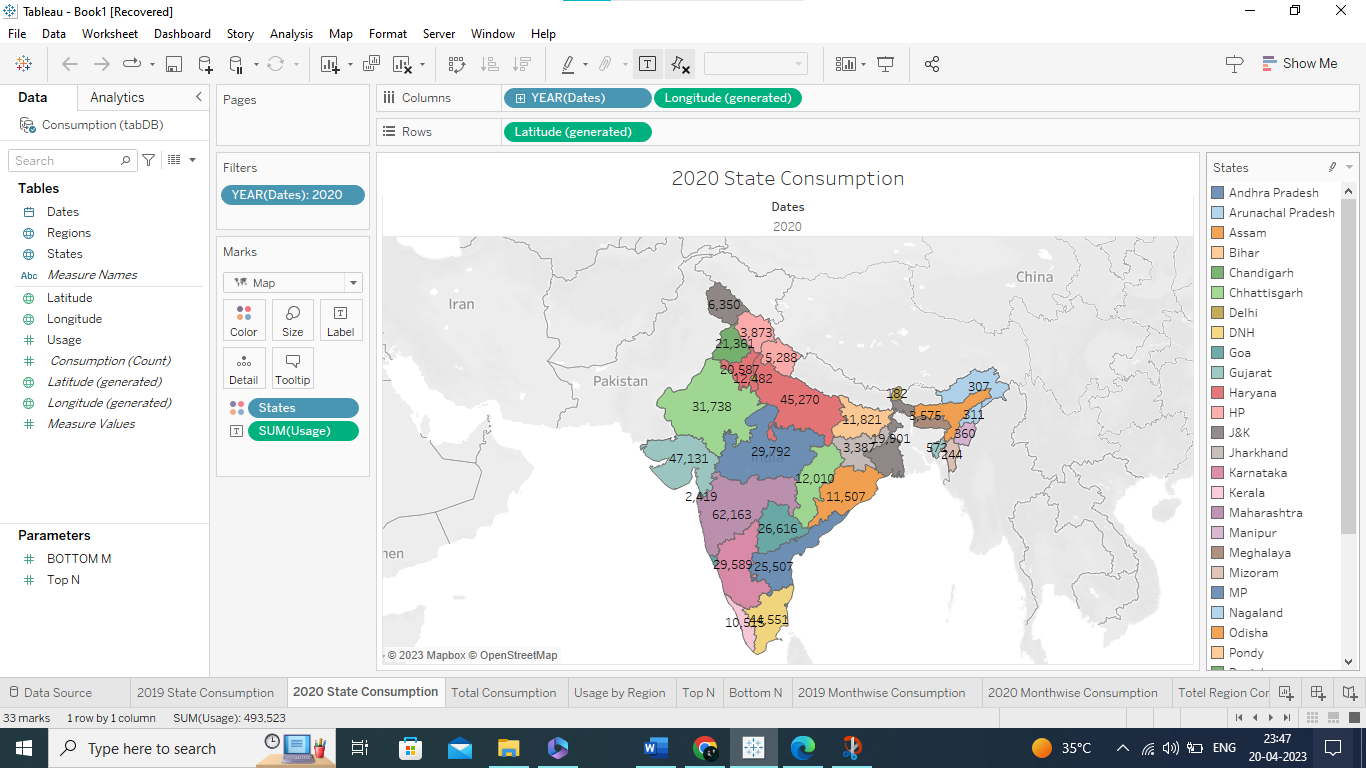 Tableau - Book1 [Recovered]
File Data Worksheet Dashboard Story Analysis Map Format Server Window Help
Show Me
Data Analytics
Consumption (tabDB)
Search
Tables
Dates
Regions
States
Abc Measure Names
Latitude
Longitude
Usage
Consumption (Count)
Latitude (generated)
Longitude (generated)
Measure Values
Parameters
BOTTOM M
Top N
Pages
Filters
YEAR(Dates): 2020
Marks
Map
Color Size Label
Detail Tooltip
States
SUM(Usage)
Columns YEAR(Dates) Longitude (generated)
Rows Latitude (generated)
2020 State Consumption
Dates
2020
China
Iran
Pakistan
India
men
6,350
3,873
21,361
5,288
20,587
12,482
45,270
31,738
182
307
3,575
311
11,821
360
19,901
3,387
572
244
29,792
47,131
12,010
11,507
2,419
62,163
26,616
29,589
25,507
10,515
44,551
© 2023 Mapbox © OpenStreetMap
States
Andhra Pradesh
Arunachal Pradesh
Assam
Bihar
Chandigarh
Chhattisgarh
Delhi
DNH
Goa
Gujarat
Haryana
HP
J&K
Jharkhand
Karnataka
Kerala
Maharashtra
Manipur
Meghalaya
Mizoram
MP
Nagaland
Odisha
Pondy
Data Source 2019 State Consumption 2020 State Consumption Total Consumption Usage by Region Top N Bottom N 2019 Monthwise Consumption 2020 Monthwise Consumption Totel Region Cor
33 marks 1 row by 1 column SUM(Usage): 493,523
Type here to search
35°C ENG
23:47
20-04-2023